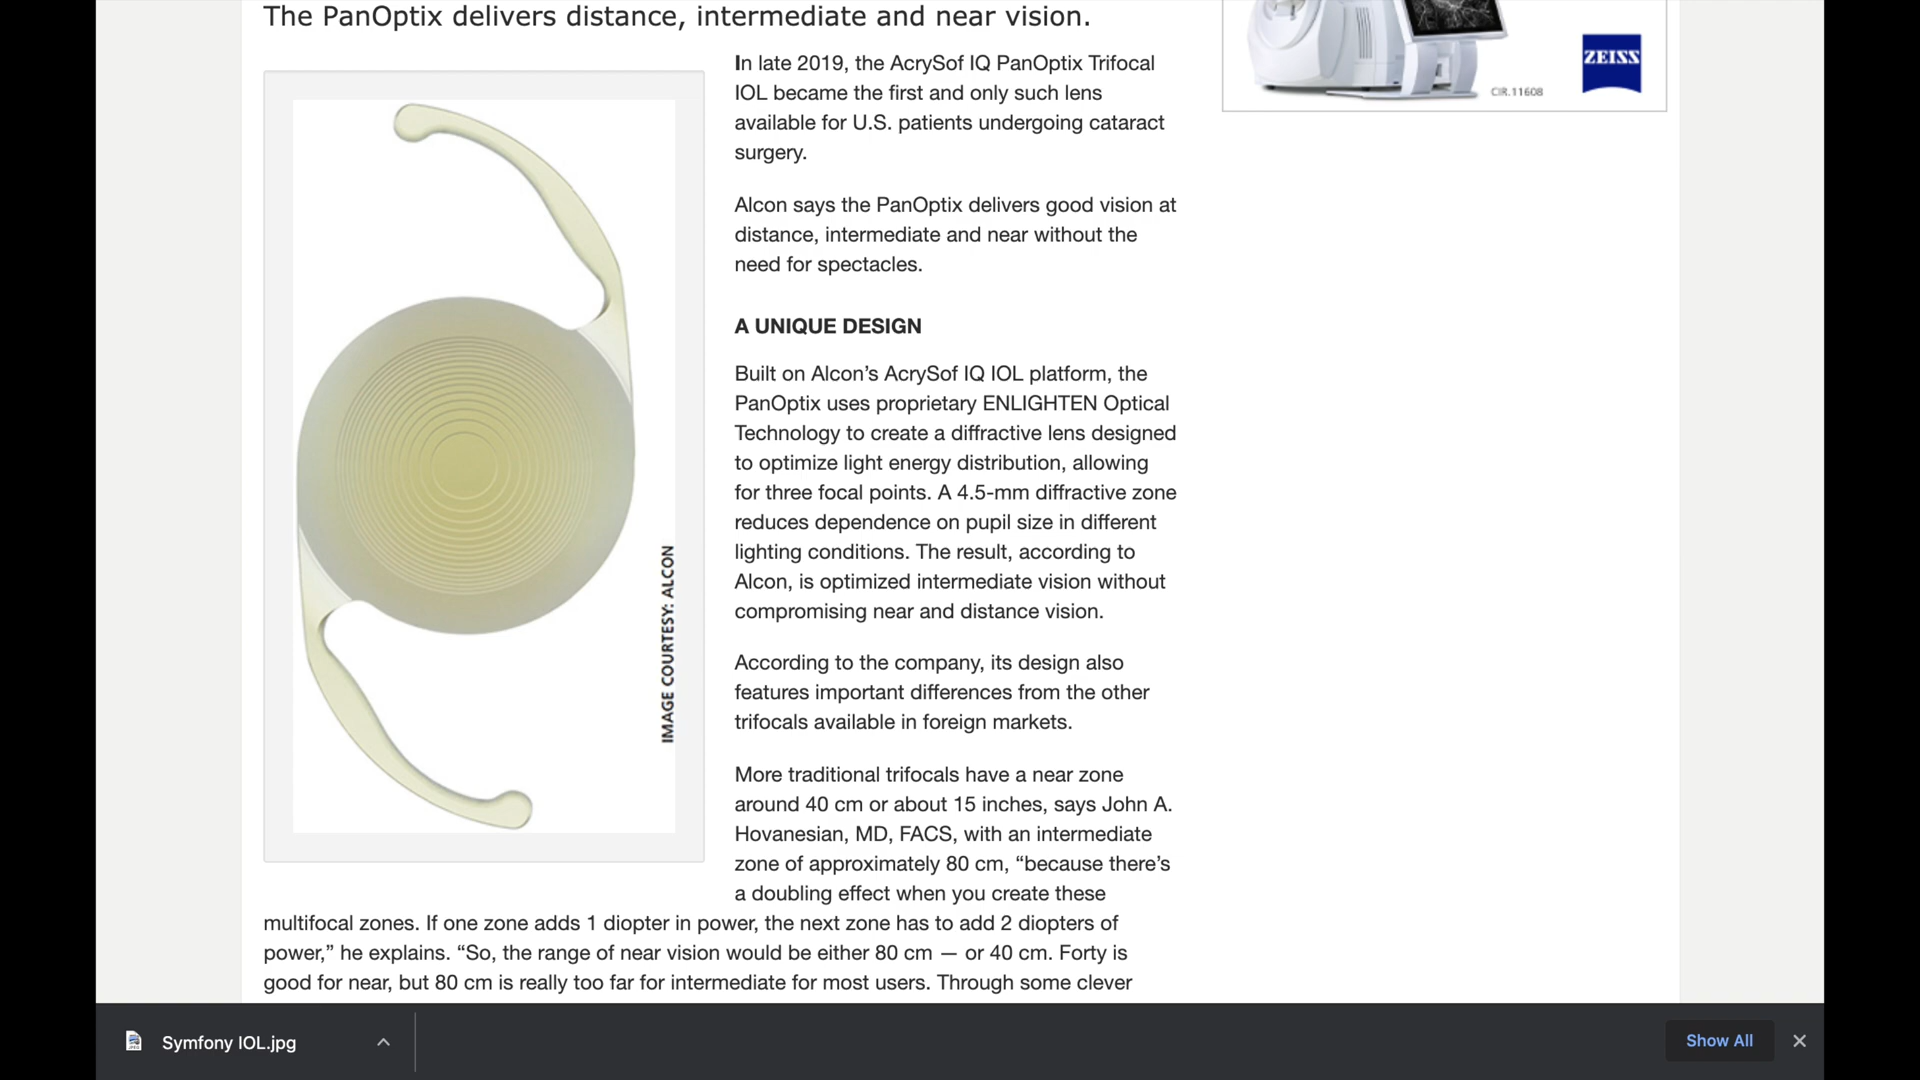 The PanOptix delivers distance, intermediate and near vision.
In late 2019, the AcrySof IQ PanOptix Trifocal
IOL became the first and only such lens
available for U.S. patients undergoing cataract
surgery.
Alcon says the PanOptix delivers good vision at
distance, intermediate and near without the
need for spectacles.
A UNIQUE DESIGN
Built on Alcon’s AcrySof IQ IOL platform, the
PanOptix uses proprietary ENLIGHTEN Optical
Technology to create a diffractive lens designed
to optimize light energy distribution, allowing
for three focal points. A 4.5-mm diffractive zone
reduces dependence on pupil size in different
lighting conditions. The result, according to
Alcon, is optimized intermediate vision without
compromising near and distance vision.
According to the company, its design also
features important differences from the other
trifocals available in foreign markets.
More traditional trifocals have a near zone
around 40 cm or about 15 inches, says John A.
Hovanesian, MD, FACS, with an intermediate
zone of approximately 80 cm, “because there’s
a doubling effect when you create these
multifocal zones. If one zone adds 1 diopter in power, the next zone has to add 2 diopters of
power,” he explains. “So, the range of near vision would be either 80 cm — or 40 cm. Forty is
good for near, but 80 cm is really too far for intermediate for most users. Through some clever
IMAGE COURTESY: ALCON
ZEISS
CIR.11608
Symfony IOL.jpg
Show All